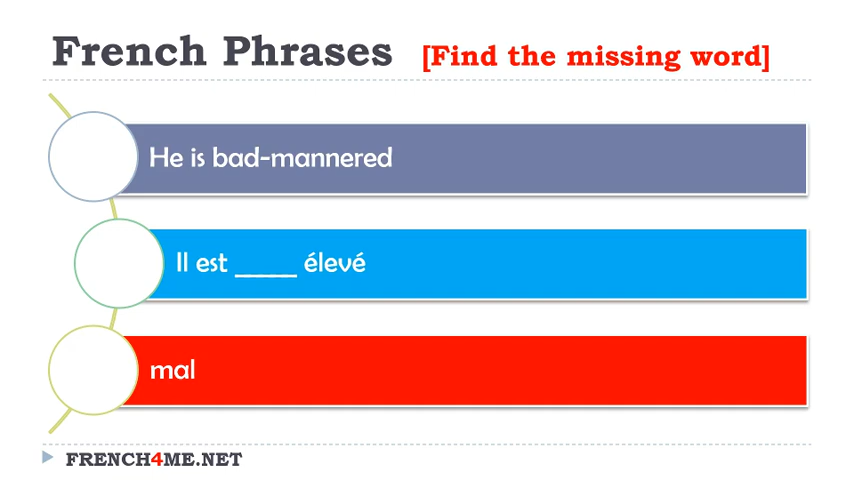 French Phrases [Find the missing word]
He is bad-mannered
Il est _____ élevé
mal
FRENCH4ME.NET